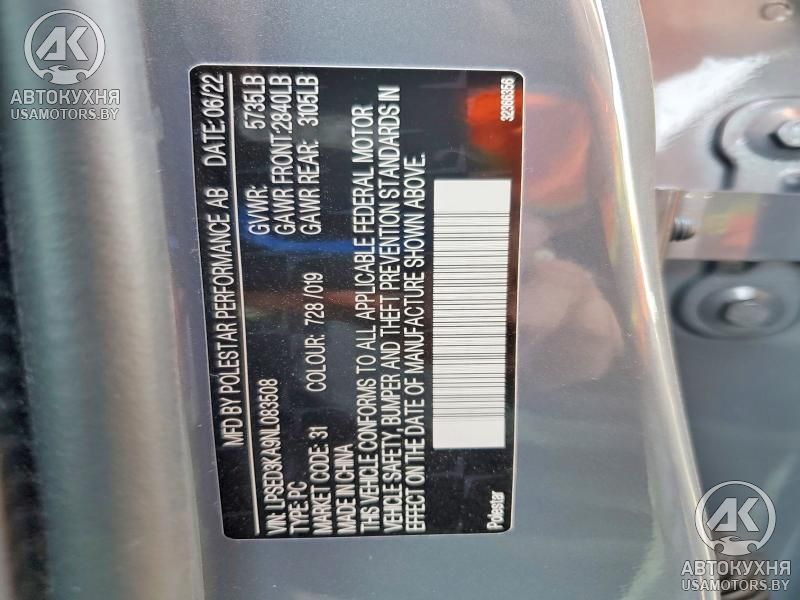 AK
АВТОКУХНЯ
USAMOTORS.BY
MFD BY POLESTAR PERFORMANCE AB DATE: 06/22
VIN: LPSED3KA9NL083508 GVWR: 5735LB
TYPE: PC GAWR FRONT: 2840LB
MARKET CODE: 31 COLOUR: 728 /019 GAWR REAR: 3105LB
MADE IN CHINA
THIS VEHICLE CONFORMS TO ALL APPLICABLE FEDERAL MOTOR
VEHICLE SAFETY, BUMPER AND THEFT PREVENTION STANDARDS IN
EFFECT ON THE DATE OF MANUFACTURE SHOWN ABOVE.
Polestar 32366356
AK
АВТОКУХНЯ
USAMOTORS.BY